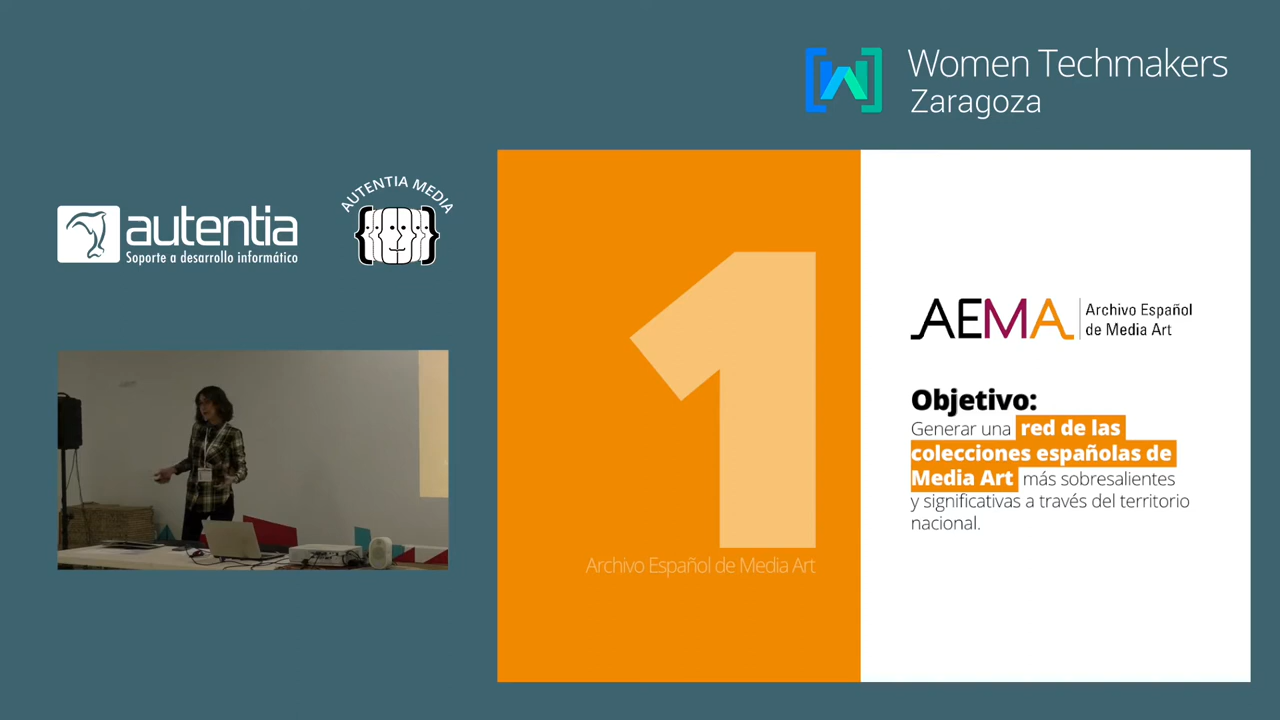 Women Techmakers
Zaragoza
autentia
Soporte a desarrollo informático
AUTENTIA MEDIA
1
Archivo Español de Media Art
AEMA
Archivo Español
de Media Art
Objetivo:
Generar una red de las
colecciones españolas de
Media Art más sobresalientes
y significativas a través del territorio
nacional.